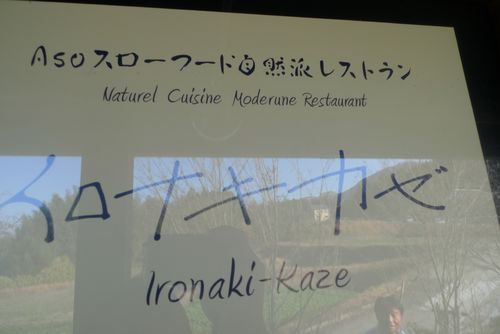 Asoスローフード自然派レストラン
Naturel Cuisine Moderune Restaurant
イロナキカゼ
Ironaki-Kaze